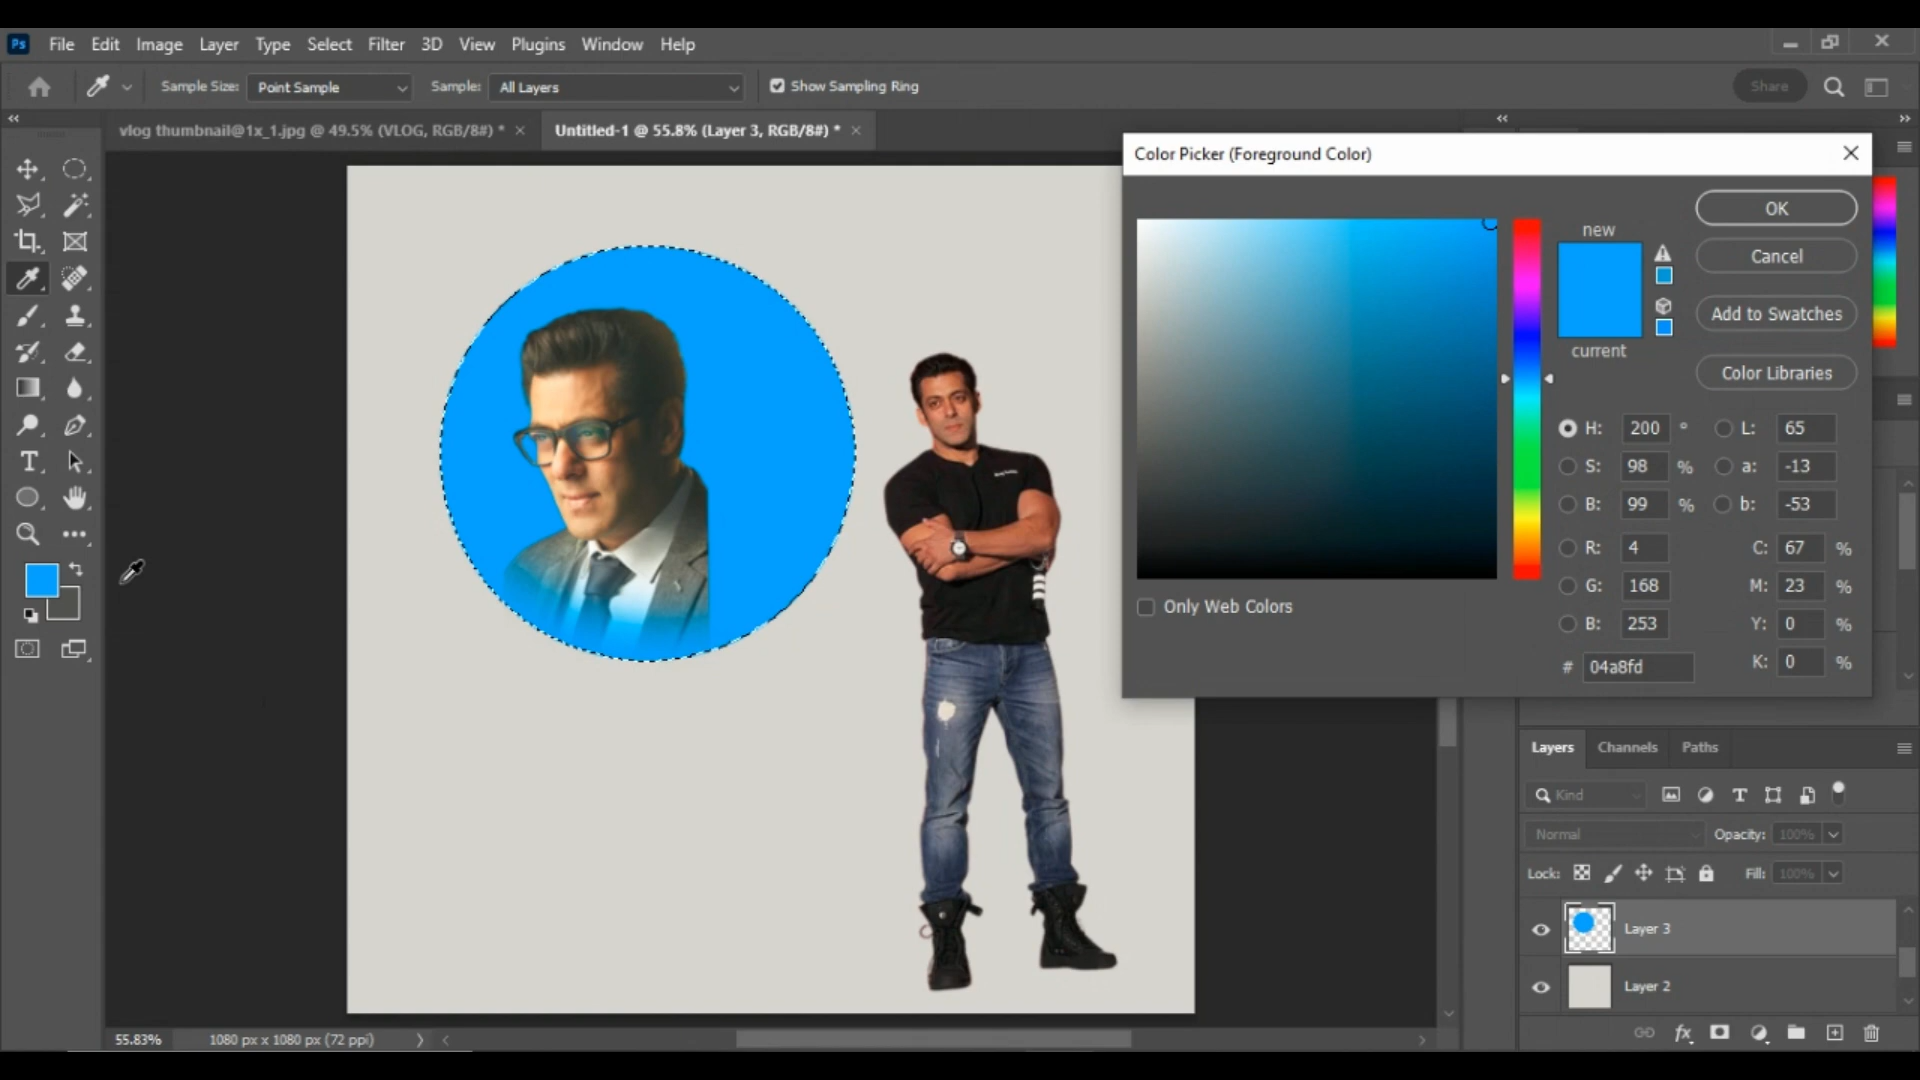 Ps File Edit Image Layer Type Select Filter 3D View Plugins Window Help
Sample Size: Point Sample Sample: All Layers Show Sampling Ring Share
vlog thumbnail@1x_1.jpg @ 49.5% (VLOG, RGB/8#) * × Untitled-1 @ 55.8% (Layer 3, RGB/8#) * ×
Color Picker (Foreground Color)
new
current
OK
Cancel
Add to Swatches
Color Libraries
H: 200 ° L: 65
S: 98 % a: -13
B: 99 % b: -53
R: 4 C: 67 %
G: 168 M: 23 %
B: 253 Y: 0 %
# 04a8fd K: 0 %
Only Web Colors
Layers Channels Paths
Kind
Normal Opacity: 100%
Lock: Fill: 100%
Layer 3
Layer 2
55.83% 1080 px x 1080 px (72 ppi)